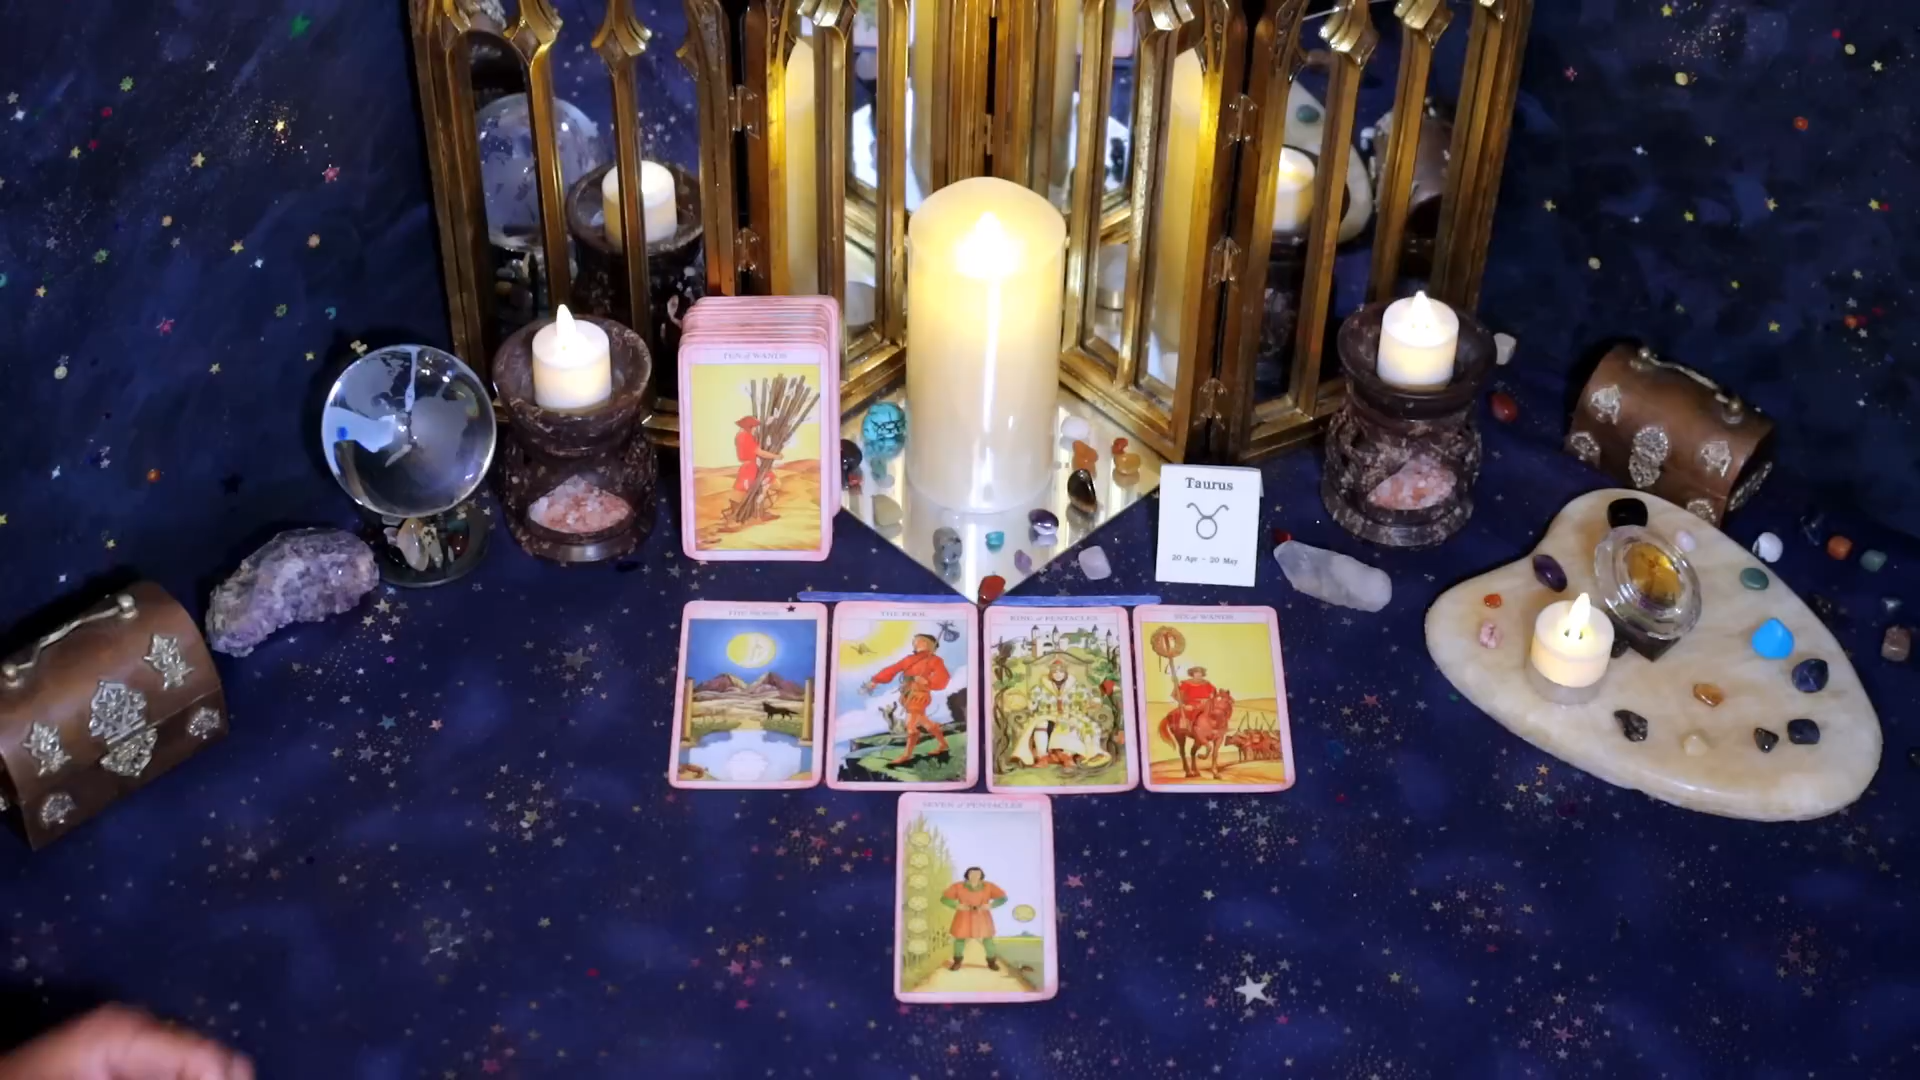 TEN of WANDS
Taurus
20 Apr - 20 May
THE MOON
THE FOOL
KING of PENTACLES
SIX of WANDS
SEVEN of PENTACLES